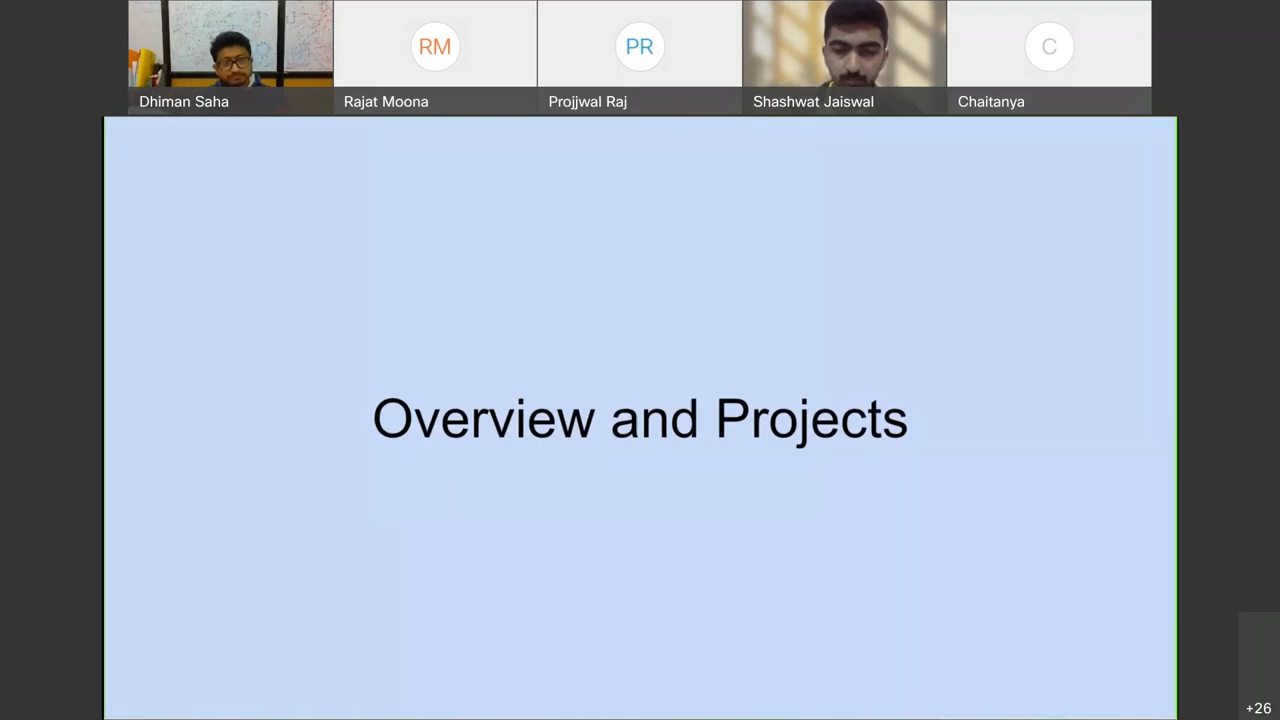 RM
PR
C
Dhiman Saha
Rajat Moona
Projjwal Raj
Shashwat Jaiswal
Chaitanya
Overview and Projects
+26